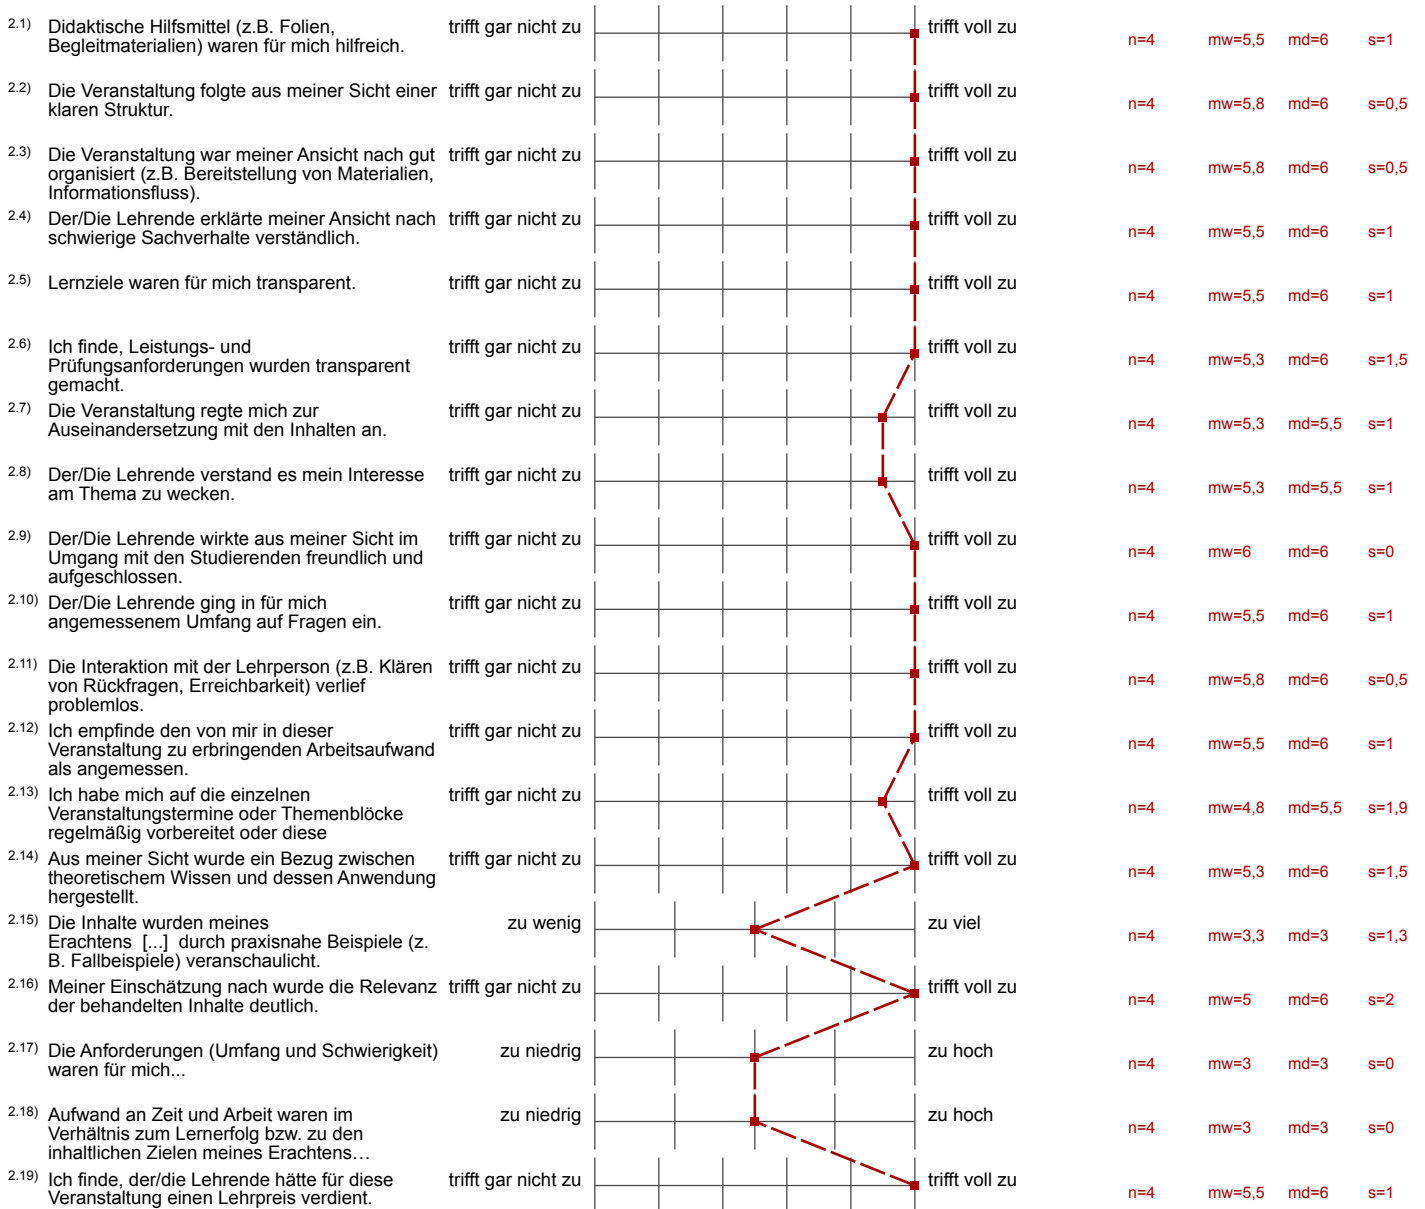 2.1) Didaktische Hilfsmittel (z.B. Folien, trifft gar nicht zu trifft voll zu n=4 mw=5,5 md=6 s=1
Begleitmaterialien) waren für mich hilfreich.
2.2) Die Veranstaltung folgte aus meiner Sicht einer trifft gar nicht zu trifft voll zu n=4 mw=5,8 md=6 s=0,5
klaren Struktur.
2.3) Die Veranstaltung war meiner Ansicht nach gut trifft gar nicht zu trifft voll zu n=4 mw=5,8 md=6 s=0,5
organisiert (z.B. Bereitstellung von Materialien,
Informationsfluss).
2.4) Der/Die Lehrende erklärte meiner Ansicht nach trifft gar nicht zu trifft voll zu n=4 mw=5,5 md=6 s=1
schwierige Sachverhalte verständlich.
2.5) Lernziele waren für mich transparent. trifft gar nicht zu trifft voll zu n=4 mw=5,5 md=6 s=1
2.6) Ich finde, Leistungs- und trifft gar nicht zu trifft voll zu n=4 mw=5,3 md=6 s=1,5
Prüfungsanforderungen wurden transparent
gemacht.
2.7) Die Veranstaltung regte mich zur trifft gar nicht zu trifft voll zu n=4 mw=5,3 md=5,5 s=1
Auseinandersetzung mit den Inhalten an.
2.8) Der/Die Lehrende verstand es mein Interesse trifft gar nicht zu trifft voll zu n=4 mw=5,3 md=5,5 s=1
am Thema zu wecken.
2.9) Der/Die Lehrende wirkte aus meiner Sicht im trifft gar nicht zu trifft voll zu n=4 mw=6 md=6 s=0
Umgang mit den Studierenden freundlich und
aufgeschlossen.
2.10) Der/Die Lehrende ging in für mich trifft gar nicht zu trifft voll zu n=4 mw=5,5 md=6 s=1
angemessenem Umfang auf Fragen ein.
2.11) Die Interaktion mit der Lehrperson (z.B. Klären trifft gar nicht zu trifft voll zu n=4 mw=5,8 md=6 s=0,5
von Rückfragen, Erreichbarkeit) verlief
problemlos.
2.12) Ich empfinde den von mir in dieser trifft gar nicht zu trifft voll zu n=4 mw=5,5 md=6 s=1
Veranstaltung zu erbringenden Arbeitsaufwand
als angemessen.
2.13) Ich habe mich auf die einzelnen trifft gar nicht zu trifft voll zu n=4 mw=4,8 md=5,5 s=1,9
Veranstaltungstermine oder Themenblöcke
regelmäßig vorbereitet oder diese
2.14) Aus meiner Sicht wurde ein Bezug zwischen trifft gar nicht zu trifft voll zu n=4 mw=5,3 md=6 s=1,5
theoretischem Wissen und dessen Anwendung
hergestellt.
2.15) Die Inhalte wurden meines zu wenig zu viel n=4 mw=3,3 md=3 s=1,3
Erachtens [...] durch praxisnahe Beispiele (z.
B. Fallbeispiele) veranschaulicht.
2.16) Meiner Einschätzung nach wurde die Relevanz trifft gar nicht zu trifft voll zu n=4 mw=5 md=6 s=2
der behandelten Inhalte deutlich.
2.17) Die Anforderungen (Umfang und Schwierigkeit) zu niedrig zu hoch n=4 mw=3 md=3 s=0
waren für mich...
2.18) Aufwand an Zeit und Arbeit waren im zu niedrig zu hoch n=4 mw=3 md=3 s=0
Verhältnis zum Lernerfolg bzw. zu den
inhaltlichen Zielen meines Erachtens…
2.19) Ich finde, der/die Lehrende hätte für diese trifft gar nicht zu trifft voll zu n=4 mw=5,5 md=6 s=1
Veranstaltung einen Lehrpreis verdient.